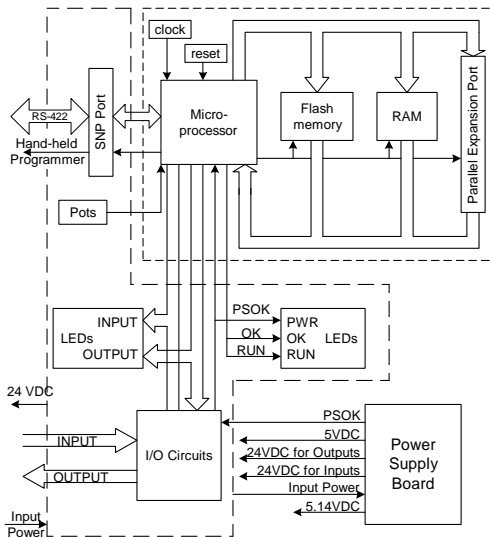 clock
reset
RS-422
SNP Port
Micro-
processor
Flash
memory
RAM
Parallel Expansion Port
Hand-held
Programmer
Pots
INPUT
LEDs
OUTPUT
PSOK
OK
RUN
PWR
OK LEDs
RUN
24 VDC
INPUT
OUTPUT
I/O Circuits
PSOK
5VDC
24VDC for Outputs
24VDC for Inputs
Input Power
5.14VDC
Power
Supply
Board
Input
Power